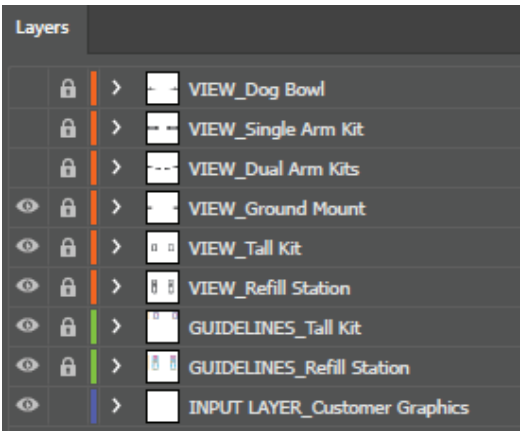 Layers
VIEW_Dog Bowl
VIEW_Single Arm Kit
VIEW_Dual Arm Kits
VIEW_Ground Mount
VIEW_Tall Kit
VIEW_Refill Station
GUIDELINES_Tall Kit
GUIDELINES_Refill Station
INPUT LAYER_Customer Graphics